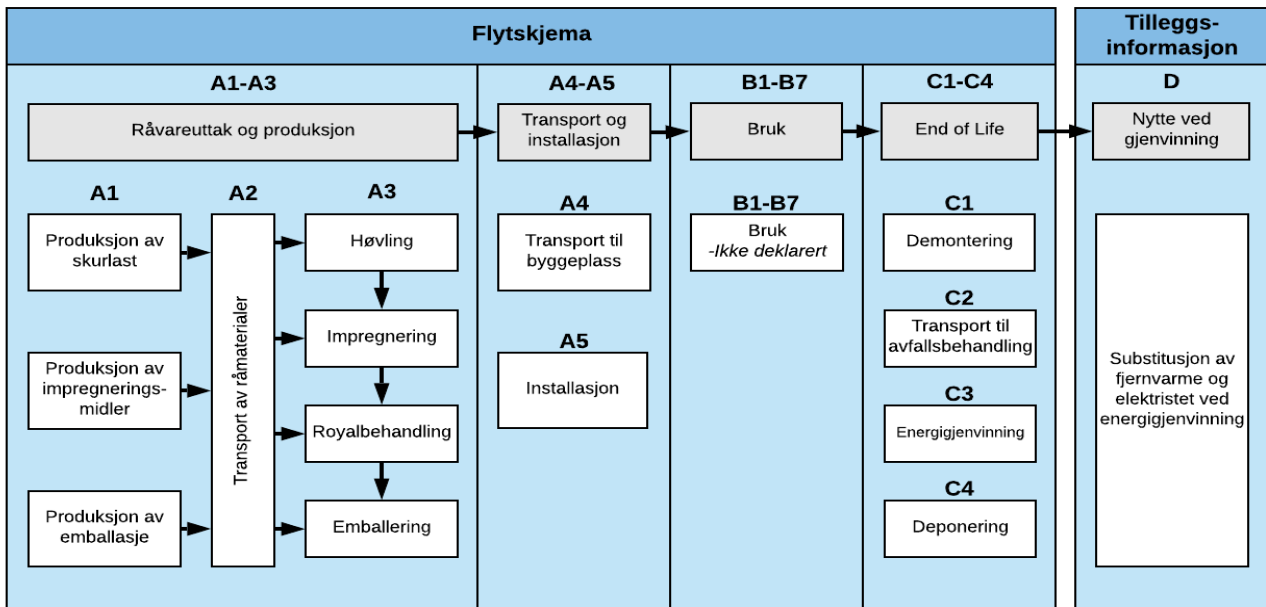 Flytskjema
Tilleggs-
informasjon
A1-A3
A4-A5
B1-B7
C1-C4
D
Råvareuttak og produksjon
Transport og
installasjon
Bruk
End of Life
Nytte ved
gjenvinning
A1
Produksjon av
skurlast
Produksjon av
impregnerings-
midler
Produksjon av
emballasje
A2
Transport av råmaterialer
A3
Høvling
Impregnering
Royalbehandling
Emballering
A4
Transport til
byggeplass
A5
Installasjon
B1-B7
Bruk
-Ikke deklarert
C1
Demontering
C2
Transport til
avfallsbehandling
C3
Energigjenvinning
C4
Deponering
Substitusjon av
fjernvarme og
elektristet ved
energigjenvinning